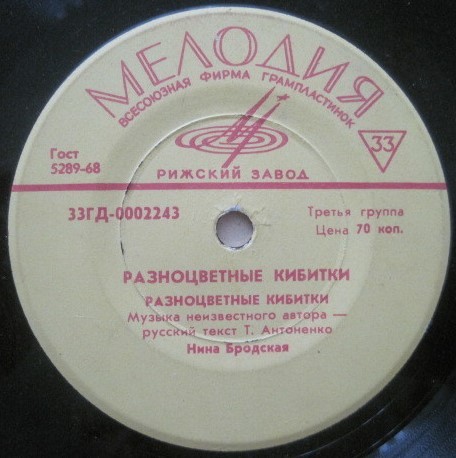 МЕЛОДИЯ
ВСЕСОЮЗНАЯ ФИРМА ГРАМПЛАСТИНОК
33
Гост
5289-68
РИЖСКИЙ ЗАВОД
33ГД-0002243
Третья группа
Цена 70 коп.
РАЗНОЦВЕТНЫЕ КИБИТКИ
РАЗНОЦВЕТНЫЕ КИБИТКИ
Музыка неизвестного автора —
русский текст Т. Антоненко
Нина Бродская